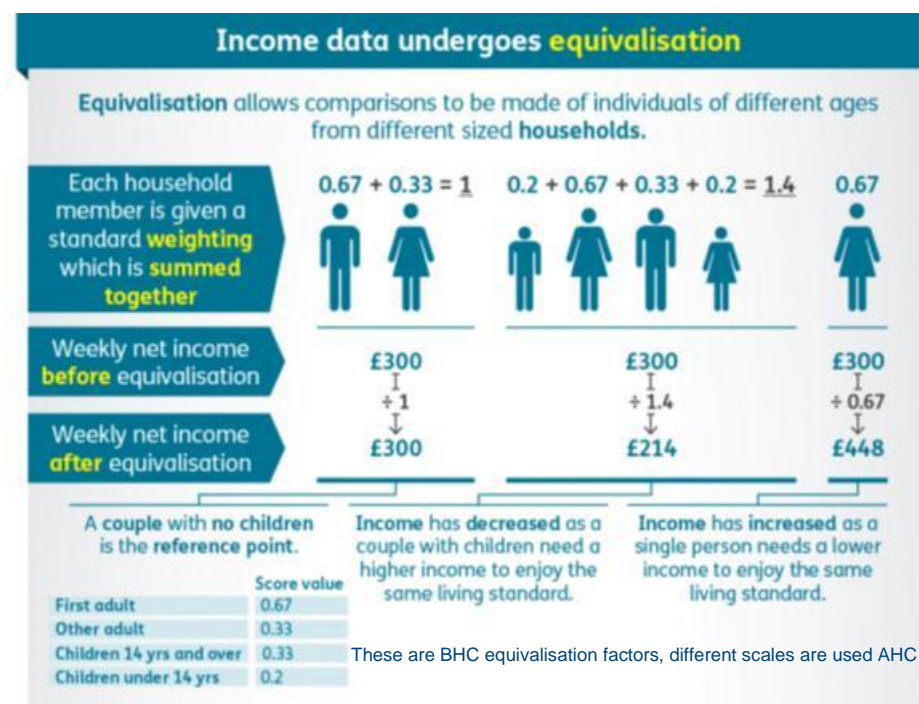 Income data undergoes equivalisation
Equivalisation allows comparisons to be made of individuals of different ages
from different sized households.
Each household
member is given a
standard weighting
which is summed
together
0.67 + 0.33 = 1
0.2 + 0.67 + 0.33 + 0.2 = 1.4
0.67
Weekly net income
before equivalisation
£300
£300
£300
÷ 1
÷ 1.4
÷ 0.67
Weekly net income
after equivalisation
£300
£214
£448
A couple with no children
is the reference point.
Income has decreased as a
couple with children need a
higher income to enjoy the
same living standard.
Income has increased as a
single person needs a lower
income to enjoy the same
living standard.
Score value
First adult 0.67
Other adult 0.33
Children 14 yrs and over 0.33
Children under 14 yrs 0.2
These are BHC equivalisation factors, different scales are used AHC